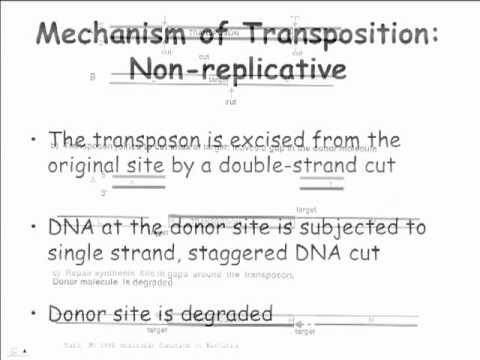 Mechanism of Transposition:
Non-replicative
TRANSPOSON
cut
cut
B
target
cut
• The transposon is excised from the
original site by a double-strand cut
target
• DNA at the donor site is subjected to
single strand, staggered DNA cut
target
c) Repair synthesis fills in gaps around the transposon.
Donor molecule is degraded
• Donor site is degraded
target
target